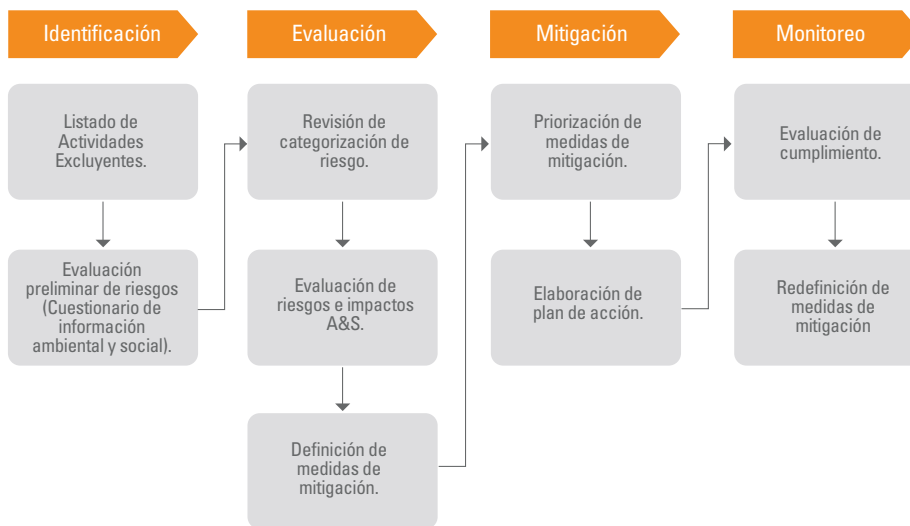 Identificación
Evaluación
Mitigación
Monitoreo
Listado de
Actividades
Excluyentes.
Evaluación
preliminar de riesgos
(Cuestionario de
información
ambiental y social).
Revisión de
categorización de
riesgo.
Evaluación de
riesgos e impactos
A&S.
Definición de
medidas de
mitigación.
Priorización de
medidas de
mitigación.
Elaboración de
plan de acción.
Evaluación de
cumplimiento.
Redefinición de
medidas de
mitigación